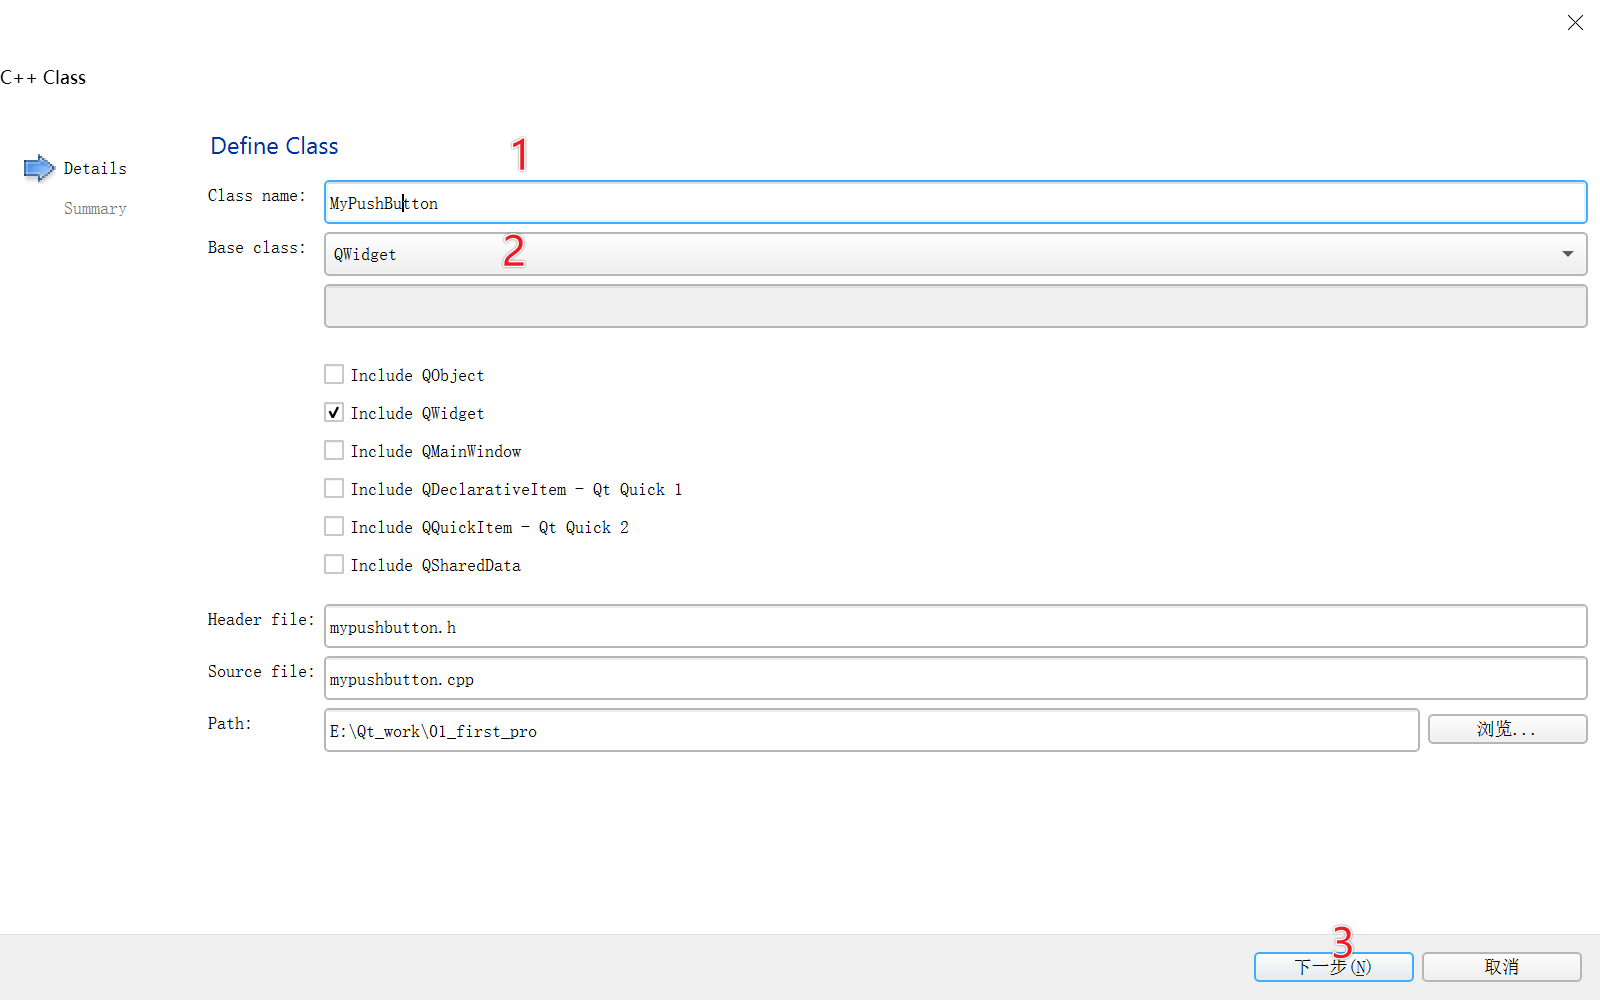 C++ Class
Details
Summary
Define Class
1
Class name:
MyPushButton
Base class:
QWidget
2
Include QObject
Include QWidget
Include QMainWindow
Include QDeclarativeItem - Qt Quick 1
Include QQuickItem - Qt Quick 2
Include QSharedData
Header file:
mypushbutton.h
Source file:
mypushbutton.cpp
Path:
E:\Qt_work\01_first_pro
浏览...
3
下一步(N)
取消